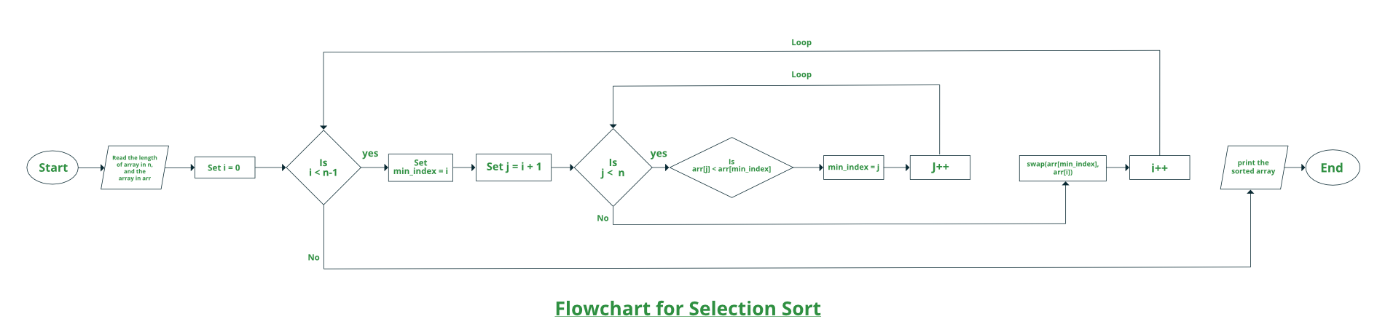 Loop
Loop
Start
Read the length
of array in n,
and the
array in arr
Set i = 0
Is
i < n-1
yes
Set
min_index = i
Set j = i + 1
Is
j < n
yes
Is
arr[j] < arr[min_index]
min_index = j
J++
swap(arr[min_index],
arr[i])
i++
print the
sorted array
End
No
No
Flowchart for Selection Sort